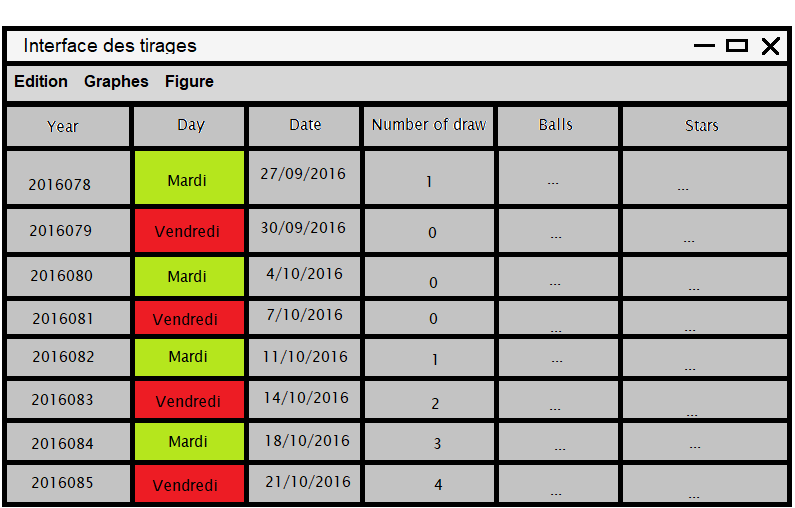 Interface des tirages
Edition Graphes Figure
Year Day Date Number of draw Balls Stars
2016078 Mardi 27/09/2016 1 ... ...
2016079 Vendredi 30/09/2016 0 ... ...
2016080 Mardi 4/10/2016 0 ... ...
2016081 Vendredi 7/10/2016 0 ... ...
2016082 Mardi 11/10/2016 1 ... ...
2016083 Vendredi 14/10/2016 2 ... ...
2016084 Mardi 18/10/2016 3 ... ...
2016085 Vendredi 21/10/2016 4 ... ...